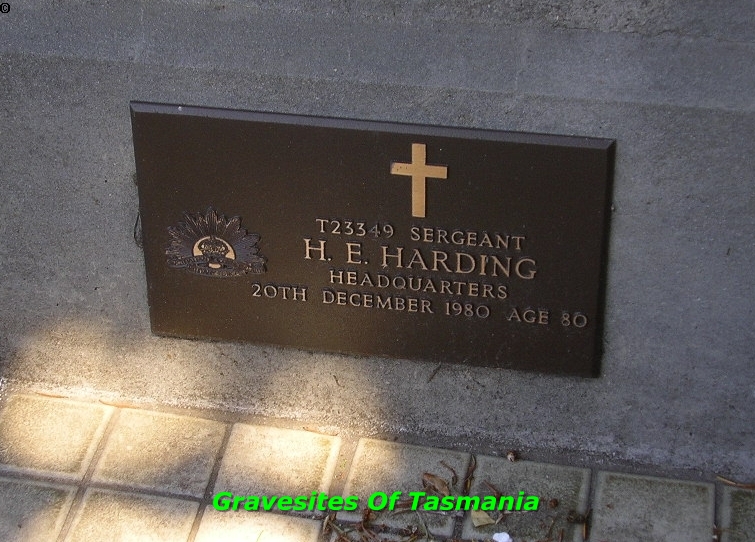 ©
T23349 SERGEANT
H. E. HARDING
HEADQUARTERS
20TH DECEMBER 1980 AGE 80
Gravesites Of Tasmania